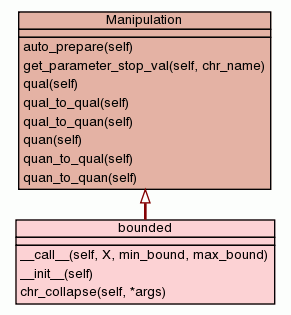 Manipulation
auto_prepare(self)
get_parameter_stop_val(self, chr_name)
qual(self)
qual_to_qual(self)
qual_to_quan(self)
quan(self)
quan_to_qual(self)
quan_to_quan(self)
bounded
__call__(self, X, min_bound, max_bound)
__init__(self)
chr_collapse(self, *args)